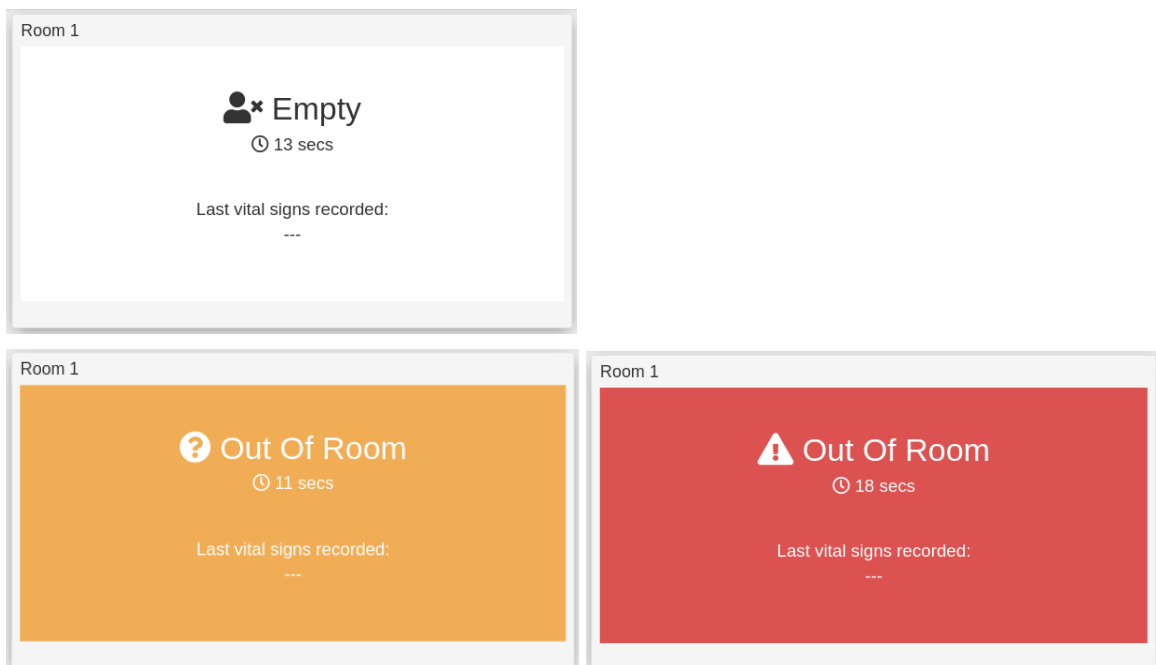 Room 1
Empty
13 secs
Last vital signs recorded:
---
Room 1
Out Of Room
11 secs
Last vital signs recorded:
---
Room 1
Out Of Room
18 secs
Last vital signs recorded:
---